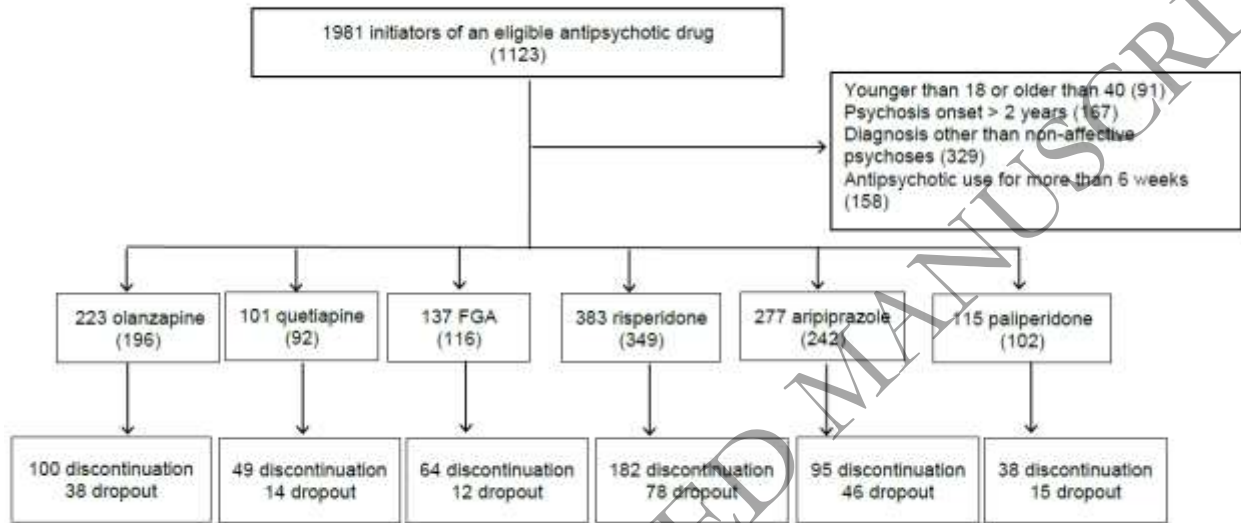 1981 initiators of an eligible antipsychotic drug
(1123)
Younger than 18 or older than 40 (91)
Psychosis onset > 2 years (167)
Diagnosis other than non-affective
psychoses (329)
Antipsychotic use for more than 6 weeks
(158)
223 olanzapine
(196)
101 quetiapine
(92)
137 FGA
(116)
383 risperidone
(349)
277 aripiprazole
(242)
115 paliperidone
(102)
100 discontinuation
38 dropout
49 discontinuation
14 dropout
64 discontinuation
12 dropout
182 discontinuation
78 dropout
95 discontinuation
46 dropout
38 discontinuation
15 dropout
ED MANUSCRI